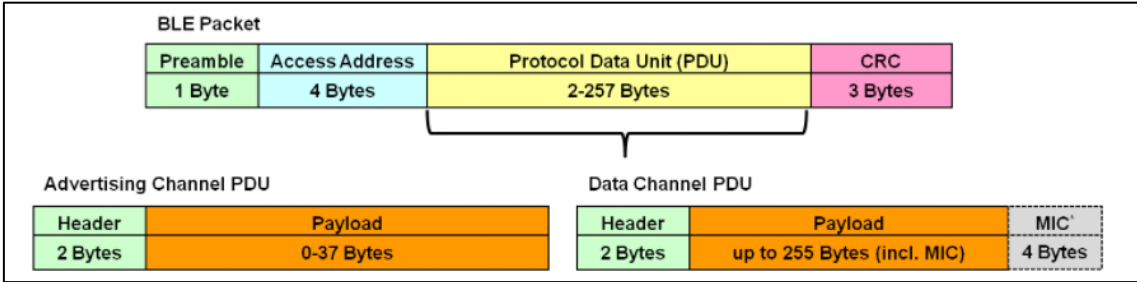 BLE Packet
Preamble Access Address Protocol Data Unit (PDU) CRC
1 Byte 4 Bytes 2-257 Bytes 3 Bytes
Advertising Channel PDU Data Channel PDU
Header Payload Header Payload MIC*
2 Bytes 0-37 Bytes 2 Bytes up to 255 Bytes (incl. MIC) 4 Bytes